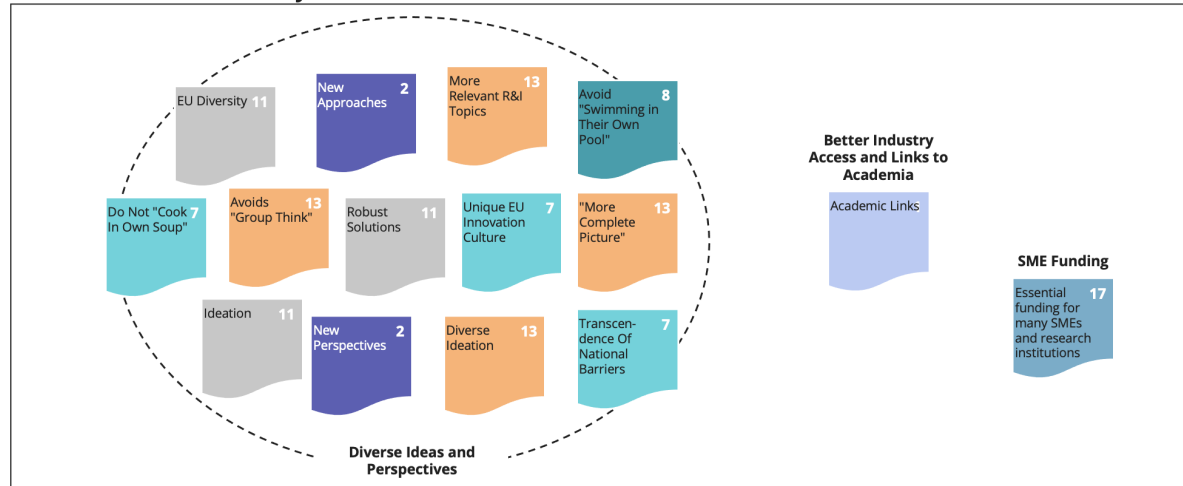 EU Diversity 11
New 2
Approaches
More 13
Relevant R&I
Topics
Avoid 8
"Swimming in
Their Own
Pool"
Do Not "Cook 7
In Own Soup"
Avoids 13
"Group Think"
Robust 11
Solutions
Unique EU 7
Innovation
Culture
"More 13
Complete
Picture"
Ideation 11
New 2
Perspectives
Diverse 13
Ideation
Transcen- 7
dence Of
National
Barriers
Diverse Ideas and
Perspectives
Better Industry
Access and Links to
Academia
Academic Links
SME Funding
Essential 17
funding for
many SMEs
and research
institutions